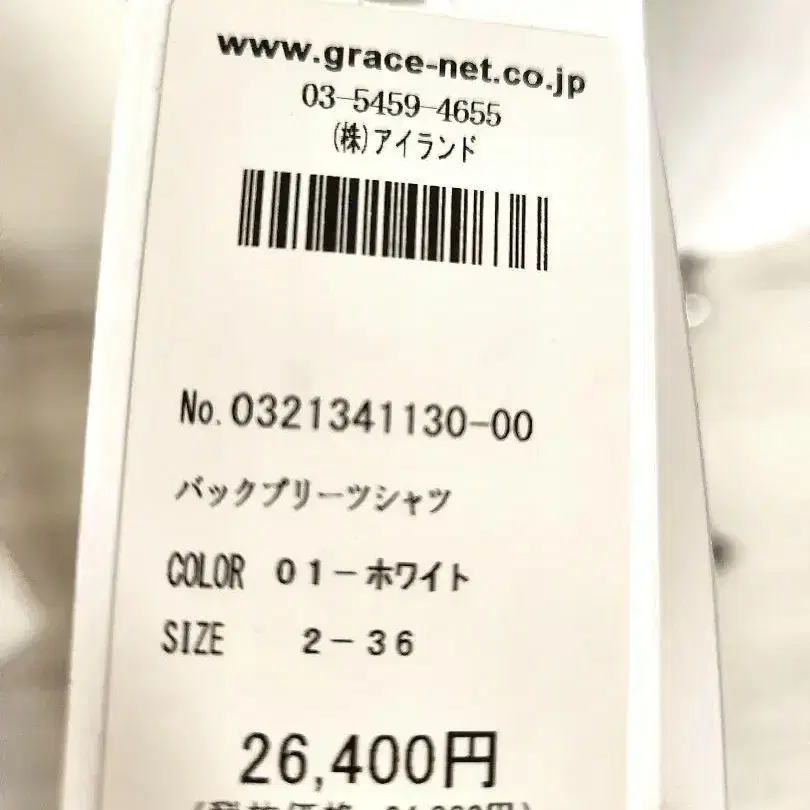 www.grace-net.co.jp
03-5459-4655
(株)アイランド
No.0321341130-00
バックプリーツシャツ
COLOR 01-ホワイト
SIZE 2-36
26,400円